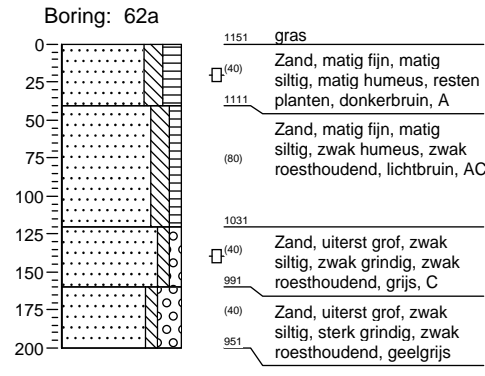 Boring: 62a
0
25
50
75
100
125
150
175
200
1151 gras
(40) Zand, matig fijn, matig
siltig, matig humeus, resten
planten, donkerbruin, A
1111
Zand, matig fijn, matig
siltig, zwak humeus, zwak
(80) roesthoudend, lichtbruin, AC
1031
(40) Zand, uiterst grof, zwak
siltig, zwak grindig, zwak
roesthoudend, grijs, C
991
(40) Zand, uiterst grof, zwak
siltig, sterk grindig, zwak
roesthoudend, geelgrijs
951